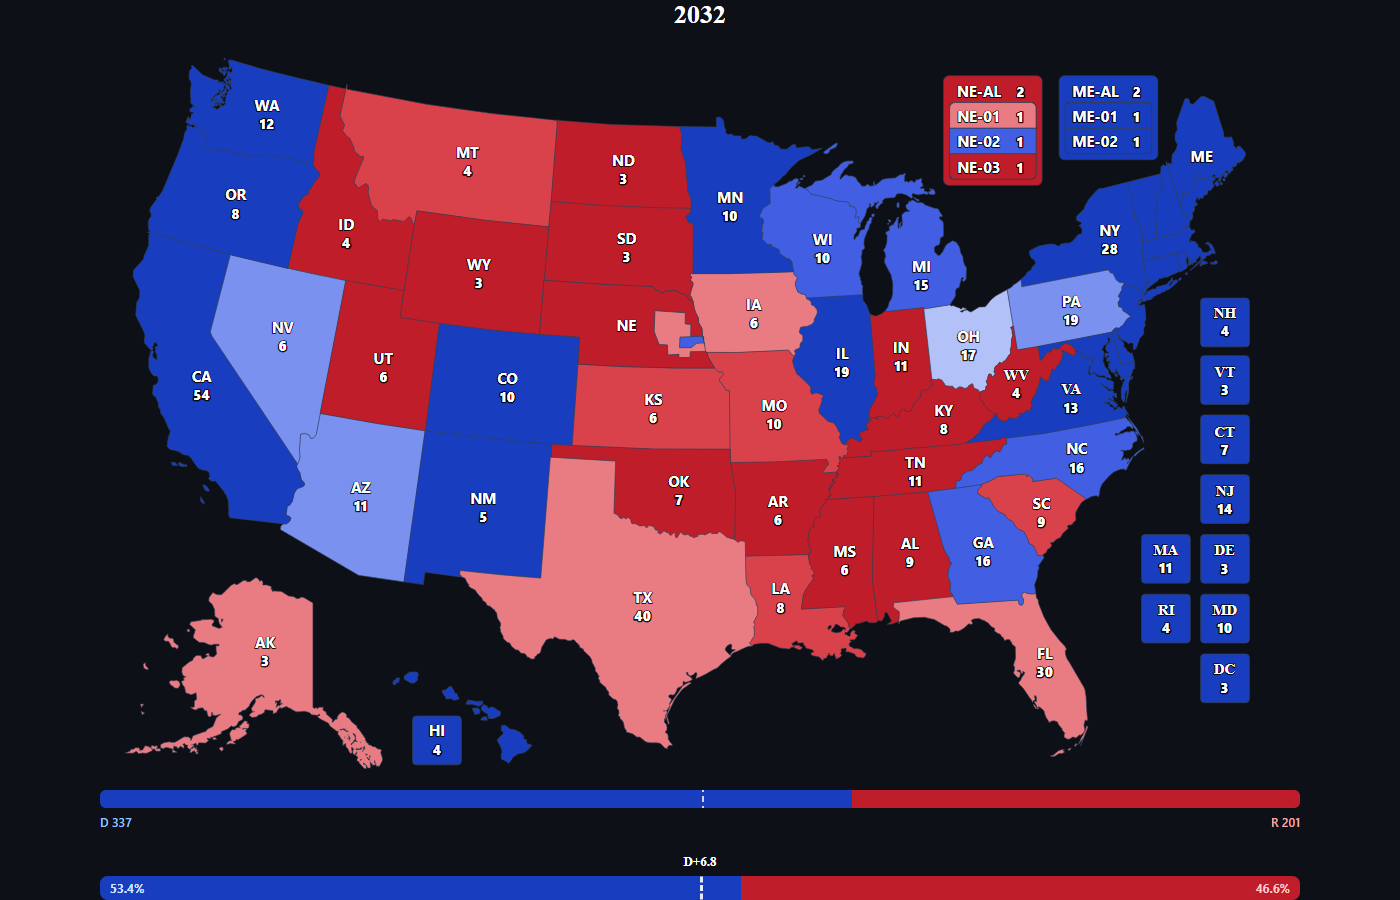 2032
WA
12
OR
8
CA
54
NV
6
ID
4
MT
4
WY
3
UT
6
AZ
11
CO
10
NM
5
ND
3
SD
3
NE
KS
6
OK
7
TX
40
MN
10
IA
6
MO
10
AR
6
LA
8
WI
10
IL
19
MI
15
IN
11
OH
17
KY
8
TN
11
MS
6
AL
9
GA
16
FL
30
SC
9
NC
16
VA
13
WV
4
PA
19
NY
28
ME
AK
3
HI
4
NE-AL 2
NE-01 1
NE-02 1
NE-03 1
ME-AL 2
ME-01 1
ME-02 1
NH
4
VT
3
CT
7
NJ
14
MA
11
DE
3
RI
4
MD
10
DC
3
D 337
R 201
D+6.8
53.4%
46.6%